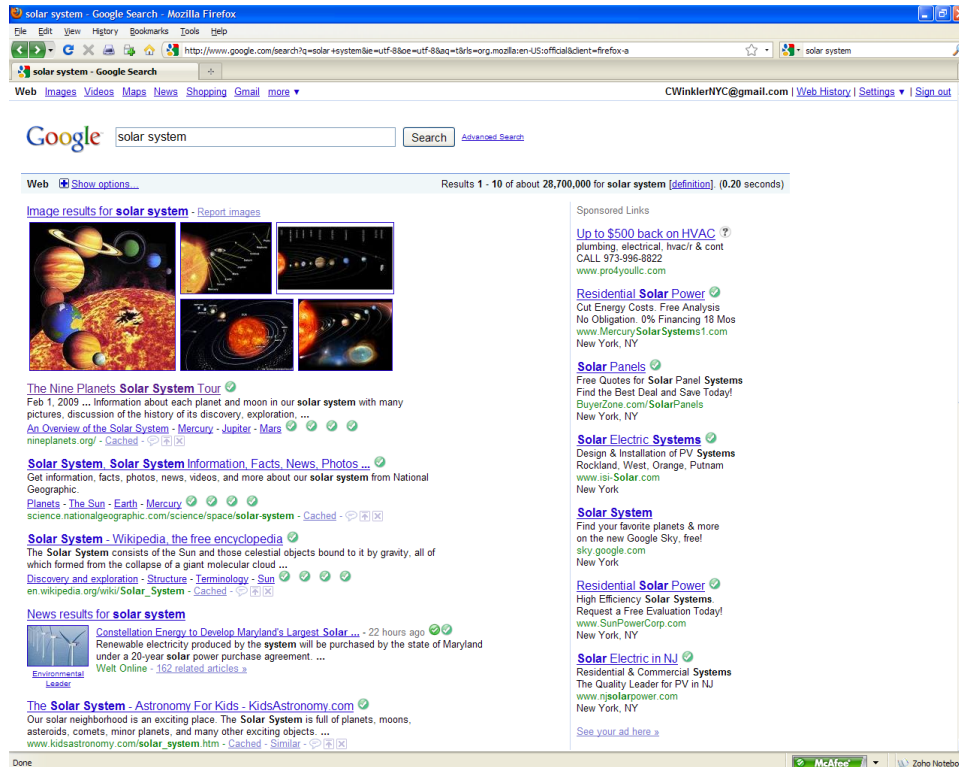 solar system - Google Search - Mozilla Firefox
File Edit View History Bookmarks Tools Help
http://www.google.com/search?q=solar+system&ie=utf-8&oe=utf-8&aq=t&rls=org.mozilla:en-US:official&client=firefox-a
solar system
solar system - Google Search
Web Images Videos Maps News Shopping Gmail more ▼
CWinklerNYC@gmail.com | Web History | Settings ▼ | Sign out
Google
solar system
Search
Advanced Search
Web Show options...
Results 1 - 10 of about 28,700,000 for solar system [definition]. (0.20 seconds)
Image results for solar system - Report images
The Nine Planets Solar System Tour
Feb 1, 2009 ... Information about each planet and moon in our solar system with many
pictures, discussion of the history of its discovery, exploration, ...
An Overview of the Solar System - Mercury - Jupiter - Mars
nineplanets.org/ - Cached -
Solar System, Solar System Information, Facts, News, Photos ...
Get information, facts, photos, news, videos, and more about our solar system from National
Geographic.
Planets - The Sun - Earth - Mercury
science.nationalgeographic.com/science/space/solar-system - Cached -
Solar System - Wikipedia, the free encyclopedia
The Solar System consists of the Sun and those celestial objects bound to it by gravity, all of
which formed from the collapse of a giant molecular cloud ...
Discovery and exploration - Structure - Terminology - Sun
en.wikipedia.org/wiki/Solar_System - Cached -
News results for solar system
Constellation Energy to Develop Maryland's Largest Solar ... - 22 hours ago
Renewable electricity produced by the system will be purchased by the state of Maryland
under a 20-year solar power purchase agreement. ...
Welt Online - 162 related articles »
Environmental
Leader
The Solar System - Astronomy For Kids - KidsAstronomy.com
Our solar neighborhood is an exciting place. The Solar System is full of planets, moons,
asteroids, comets, minor planets, and many other exciting objects. ...
www.kidsastronomy.com/solar_system.htm - Cached - Similar -
Sponsored Links
Up to $500 back on HVAC ?
plumbing, electrical, hvac/r & cont
CALL 973-996-8822
www.pro4youllc.com
Residential Solar Power
Cut Energy Costs. Free Analysis
No Obligation. 0% Financing 18 Mos
www.MercurySolarSystems1.com
New York, NY
Solar Panels
Free Quotes for Solar Panel Systems
Find the Best Deal and Save Today!
BuyerZone.com/SolarPanels
New York, NY
Solar Electric Systems
Design & Installation of PV Systems
Rockland, West, Orange, Putnam
www.isi-Solar.com
New York
Solar System
Find your favorite planets & more
on the new Google Sky, free!
sky.google.com
New York
Residential Solar Power
High Efficiency Solar Systems.
Request a Free Evaluation Today!
www.SunPowerCorp.com
New York, NY
Solar Electric in NJ
Residential & Commercial Systems
The Quality Leader for PV in NJ
www.njsolarpower.com
New York, NY
See your ad here »
Done
McAfee
Zoho Notebo